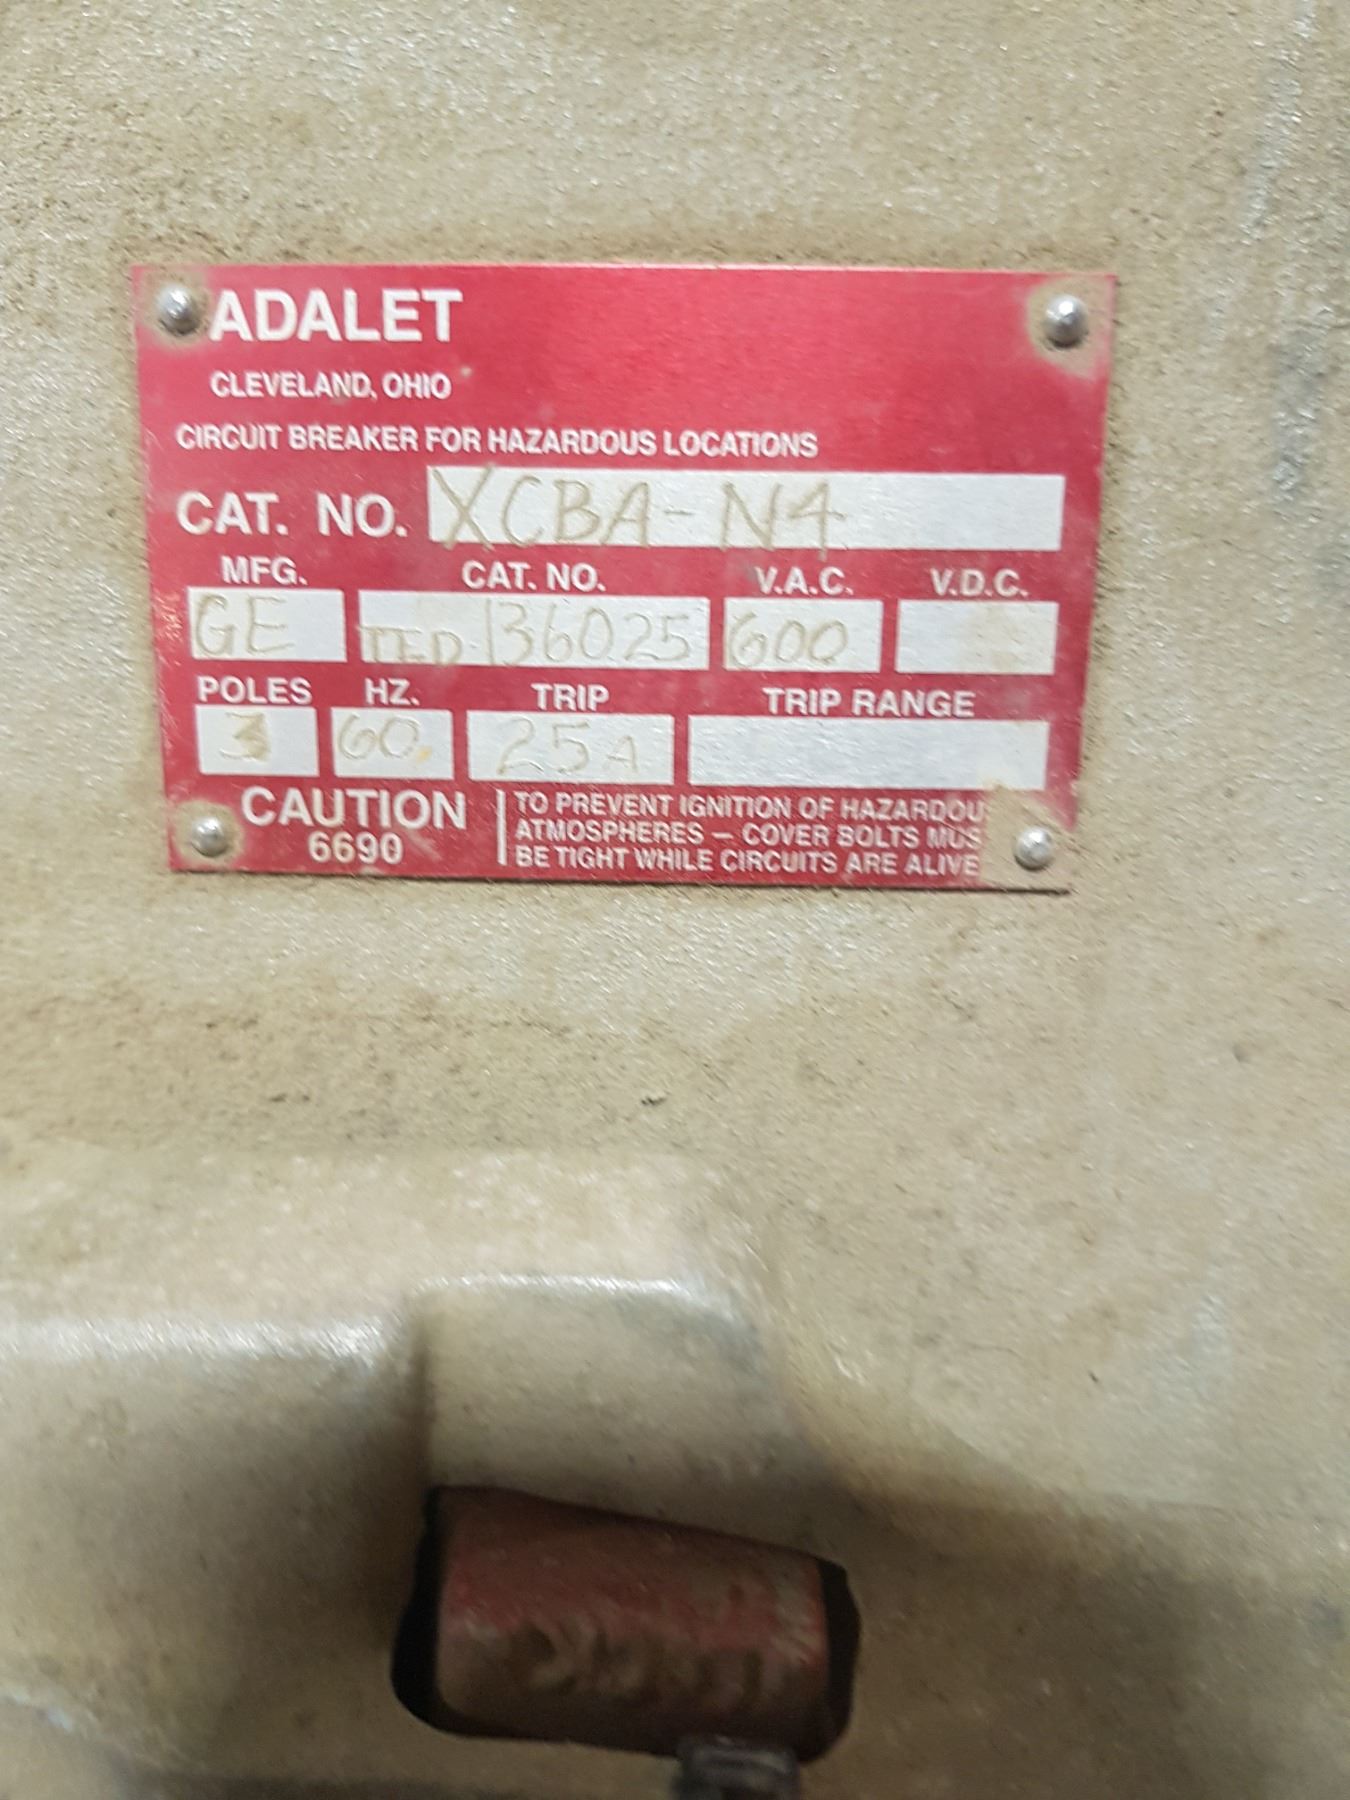 ADALET
CLEVELAND, OHIO
CIRCUIT BREAKER FOR HAZARDOUS LOCATIONS
CAT. NO. XCBA-N4
MFG. CAT. NO. V.A.C. V.D.C.
GE TED-136025 600
POLES HZ. TRIP TRIP RANGE
3 60 25A
CAUTION
6690
TO PREVENT IGNITION OF HAZARDOU
ATMOSPHERES — COVER BOLTS MUS
BE TIGHT WHILE CIRCUITS ARE ALIVE